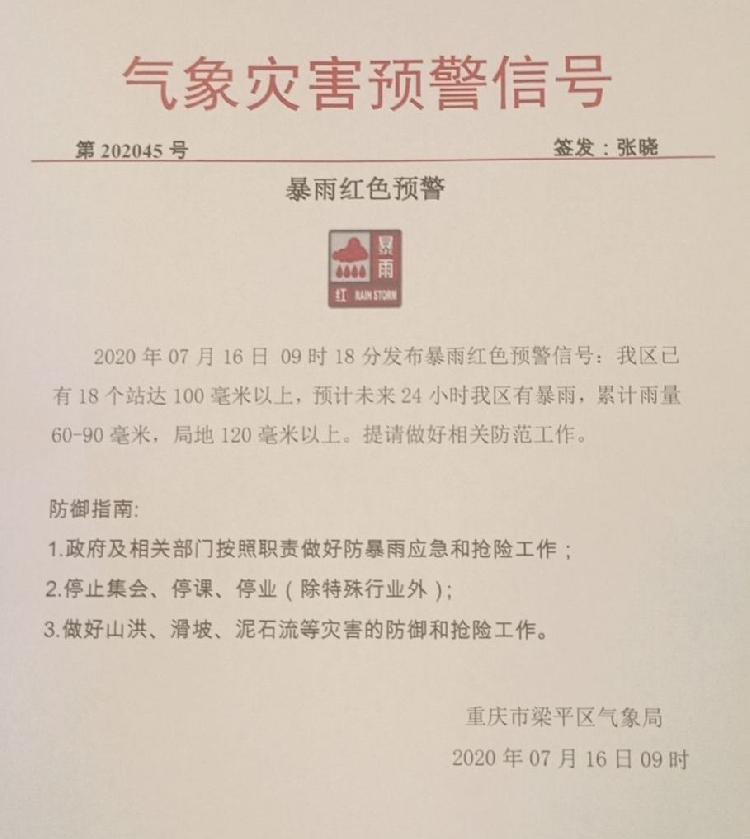 气象灾害预警信号
第 202045 号 签发：张晓
暴雨红色预警
暴雨
红 RAIN STORM
2020 年 07 月 16 日 09 时 18 分发布暴雨红色预警信号：我区已
有 18 个站达 100 毫米以上，预计未来 24 小时我区有暴雨，累计雨量
60-90 毫米，局地 120 毫米以上。提请做好相关防范工作。
防御指南:
1.政府及相关部门按照职责做好防暴雨应急和抢险工作；
2.停止集会、停课、停业（除特殊行业外）；
3.做好山洪、滑坡、泥石流等灾害的防御和抢险工作。
重庆市梁平区气象局
2020 年 07 月 16 日 09 时